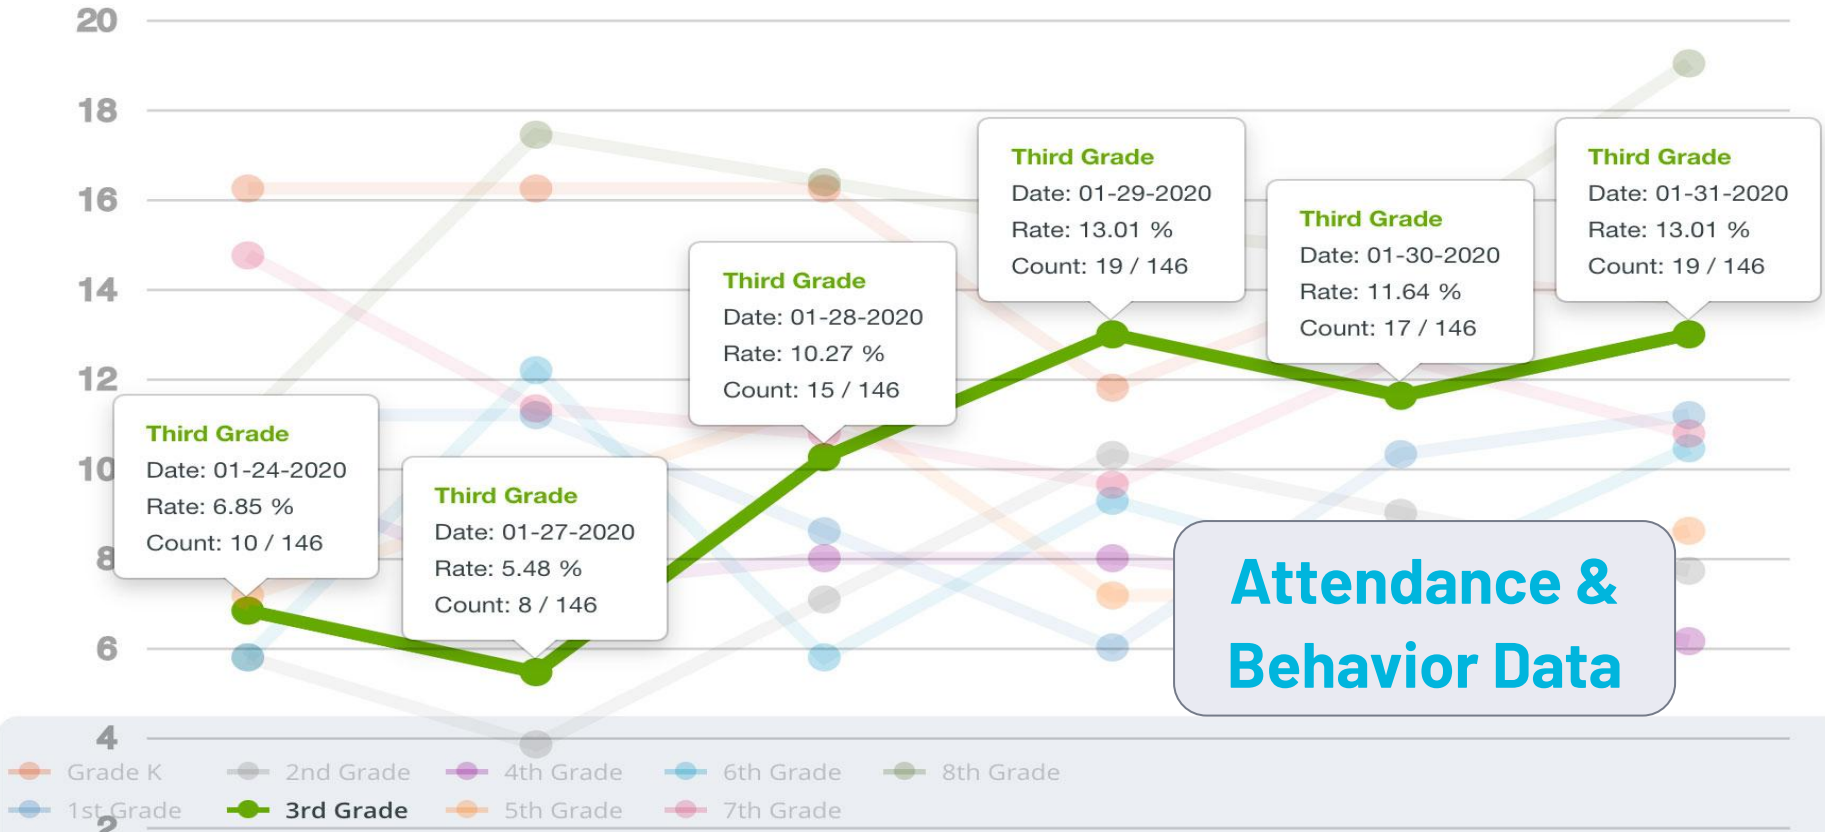 20
18
16
14
12
10
8
6
4
2
Third Grade
Date: 01-24-2020
Rate: 6.85 %
Count: 10 / 146
Third Grade
Date: 01-27-2020
Rate: 5.48 %
Count: 8 / 146
Third Grade
Date: 01-28-2020
Rate: 10.27 %
Count: 15 / 146
Third Grade
Date: 01-29-2020
Rate: 13.01 %
Count: 19 / 146
Third Grade
Date: 01-30-2020
Rate: 11.64 %
Count: 17 / 146
Third Grade
Date: 01-31-2020
Rate: 13.01 %
Count: 19 / 146
Attendance &
Behavior Data
Grade K 2nd Grade 4th Grade 6th Grade 8th Grade
1st Grade 3rd Grade 5th Grade 7th Grade